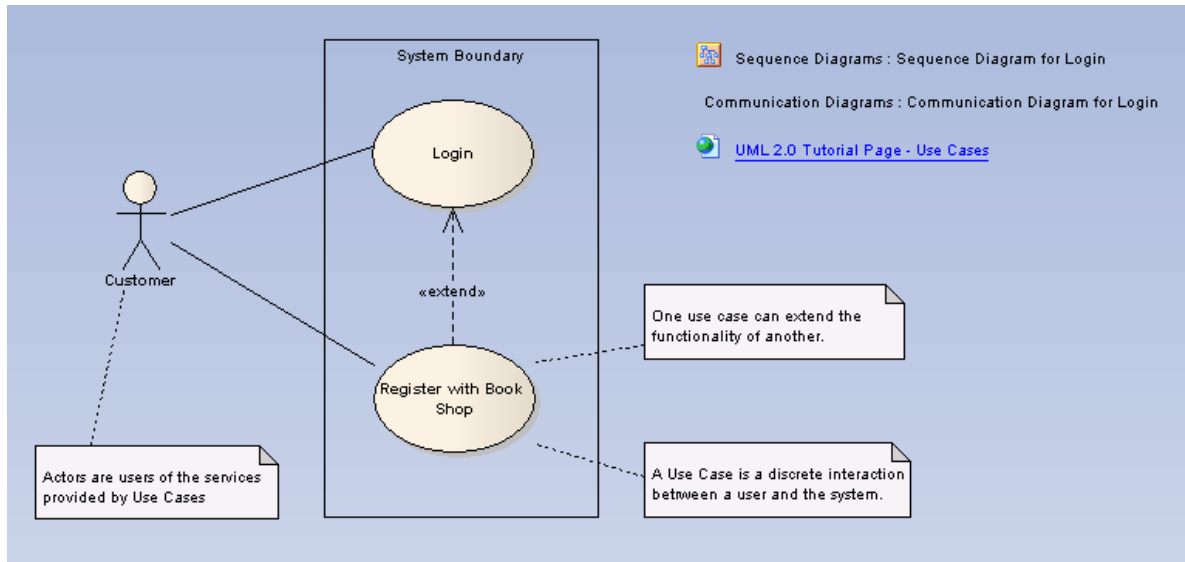 System Boundary
Sequence Diagrams : Sequence Diagram for Login
Communication Diagrams : Communication Diagram for Login
UML 2.0 Tutorial Page - Use Cases
Login
Customer
«extend»
One use case can extend the
functionality of another.
Register with Book
Shop
Actors are users of the services
provided by Use Cases
A Use Case is a discrete interaction
between a user and the system.